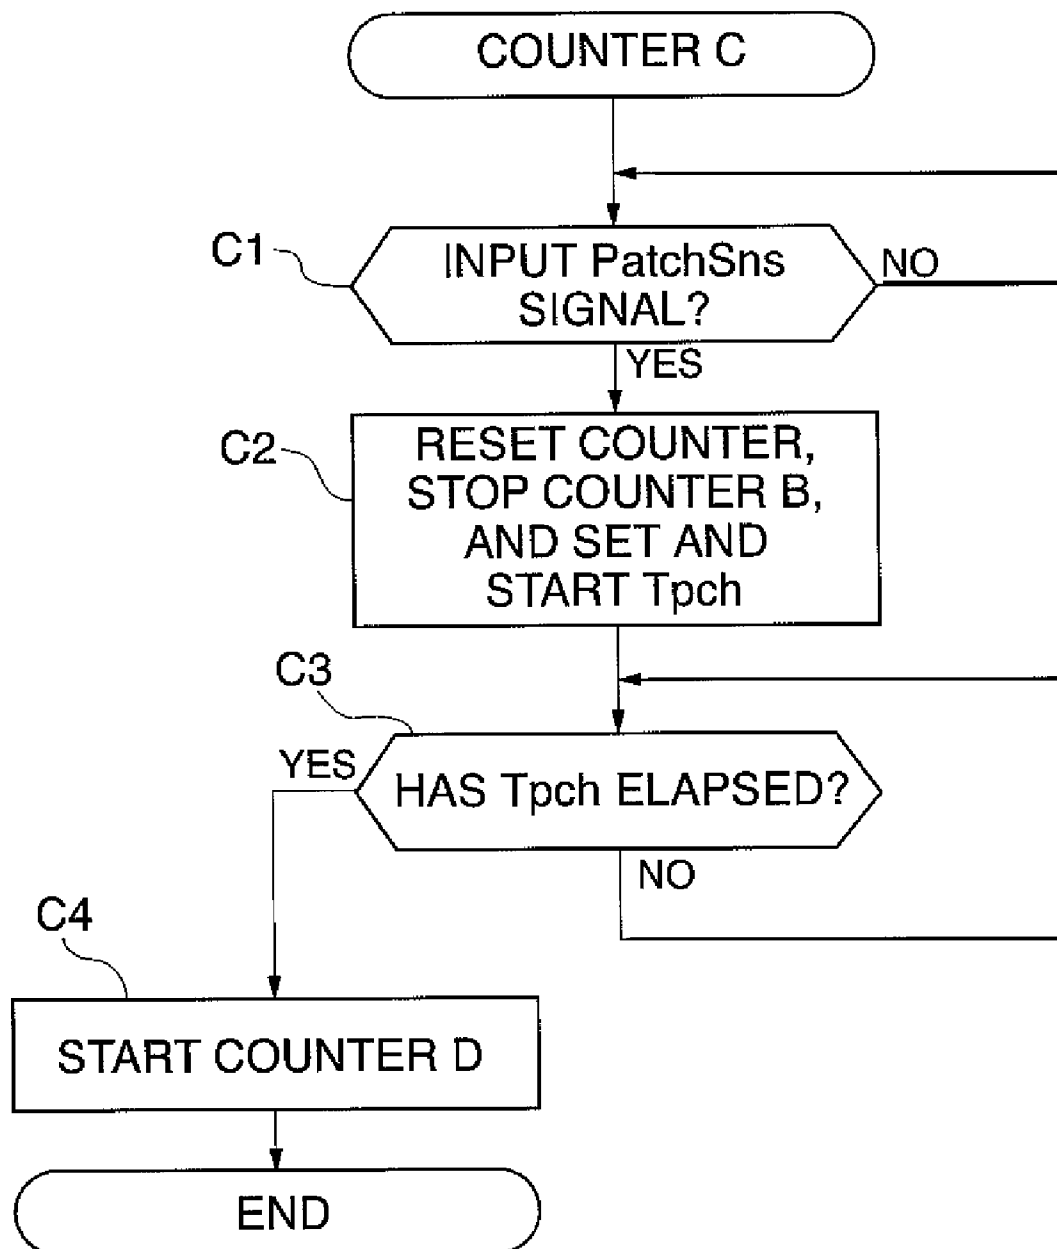 COUNTER C
C1
INPUT PatchSns
SIGNAL?
NO
YES
C2
RESET COUNTER,
STOP COUNTER B,
AND SET AND
START Tpch
C3
YES
HAS Tpch ELAPSED?
NO
C4
START COUNTER D
END